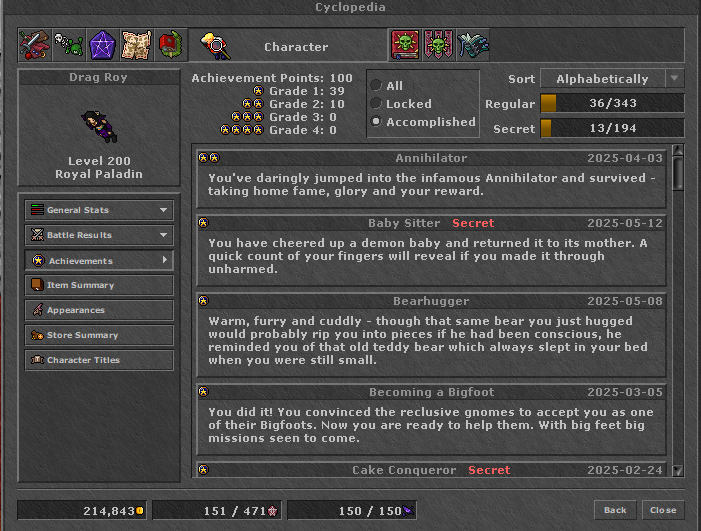 Cyclopedia
Character
Drag Roy
Level 200
Royal Paladin
General Stats
Battle Results
Achievements
Item Summary
Appearances
Store Summary
Character Titles
Achievement Points: 100
Grade 1: 39
Grade 2: 10
Grade 3: 0
Grade 4: 0
All
Locked
Accomplished
Sort Alphabetically
Regular 36/343
Secret 13/194
Annihilator 2025-04-03
You've daringly jumped into the infamous Annihilator and survived -
taking home fame, glory and your reward.
Baby Sitter Secret 2025-05-12
You have cheered up a demon baby and returned it to its mother. A
quick count of your fingers will reveal if you made it through
unharmed.
Bearhugger 2025-05-08
Warm, furry and cuddly - though that same bear you just hugged
would probably rip you into pieces if he had been conscious, he
reminded you of that old teddy bear which always slept in your bed
when you were still small.
Becoming a Bigfoot 2025-03-05
You did it! You convinced the reclusive gnomes to accept you as one
of their Bigfoots. Now you are ready to help them. With big feet big
missions seen to come.
Cake Conqueror Secret 2025-02-24
214,843
151 / 471
150 / 150
Back
Close